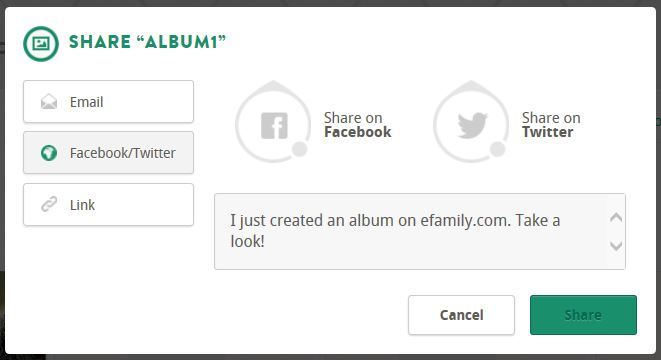 SHARE “ALBUM1”
Email
Facebook/Twitter
Link
Share on
Facebook
Share on
Twitter
I just created an album on efamily.com. Take a
look!
Cancel
Share